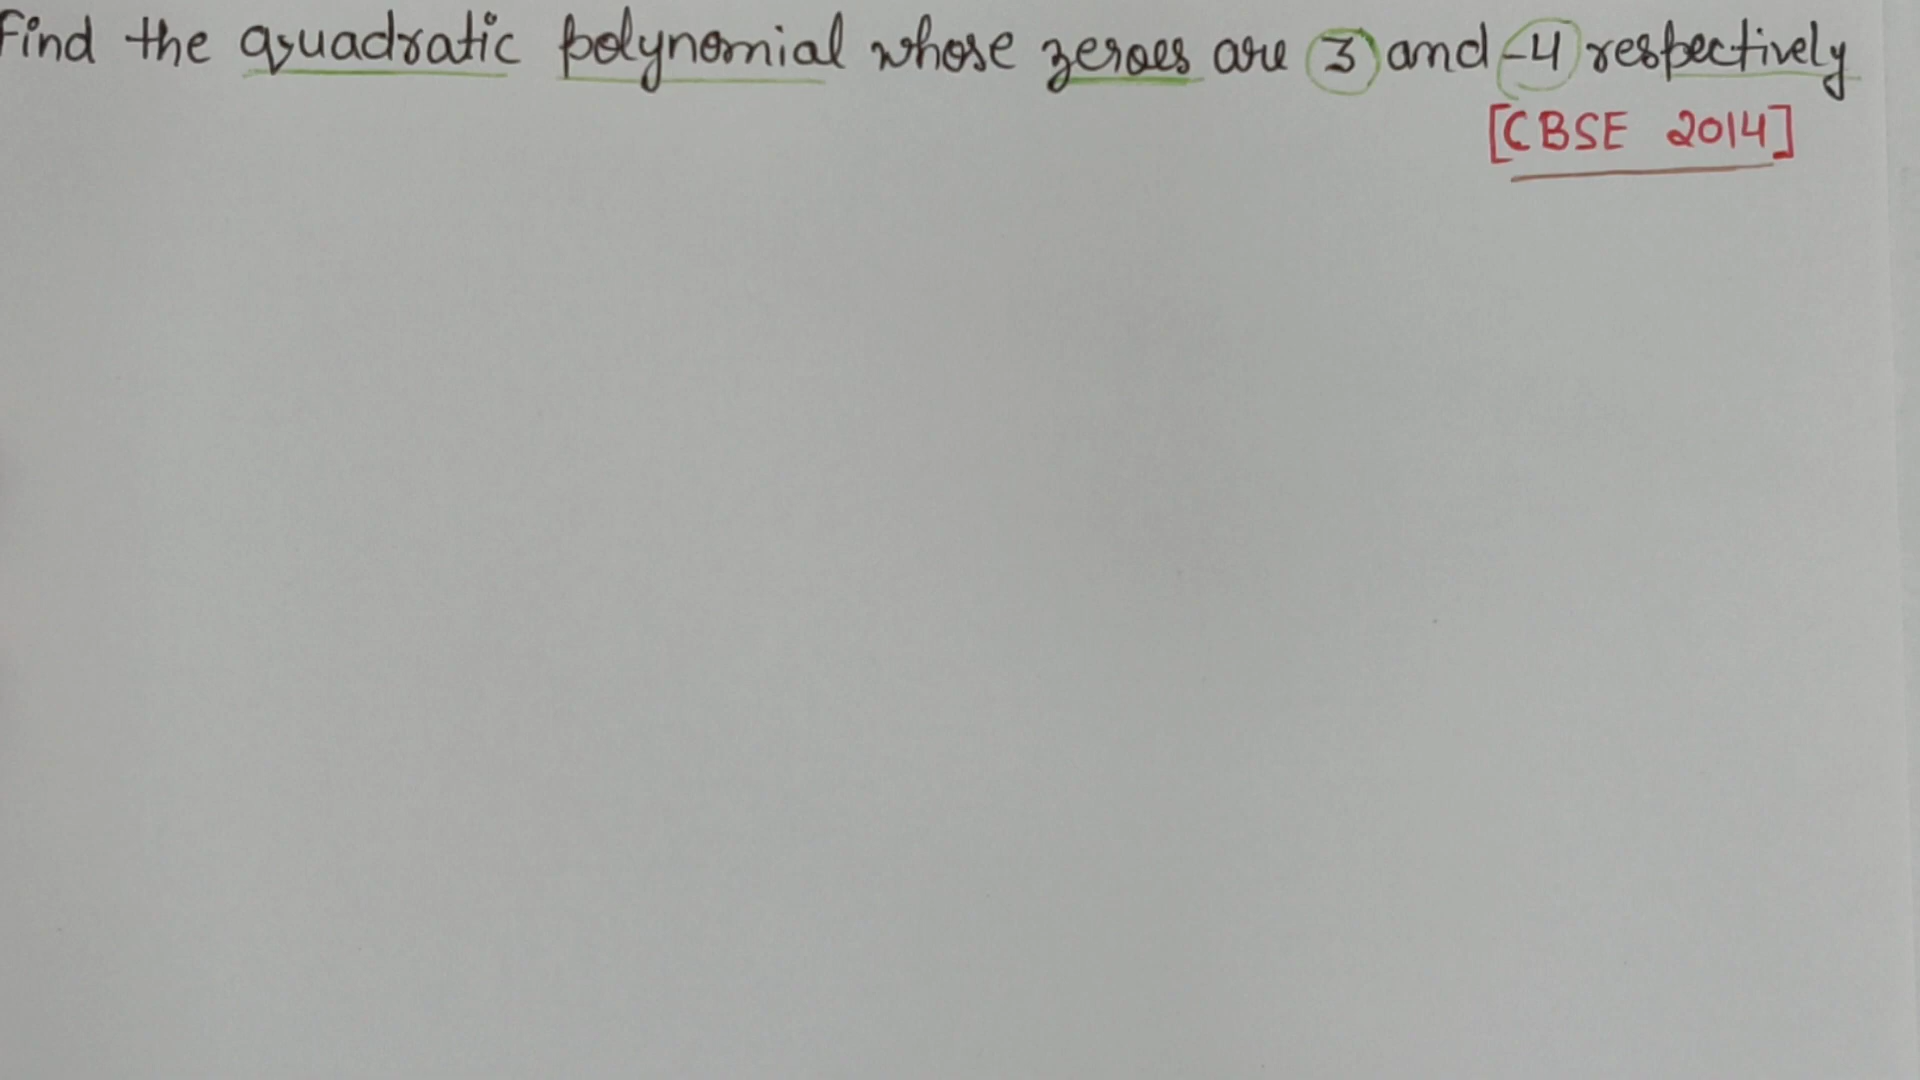 Find the quadratic polynomial whose zeroes are 3 and -4 respectively
[CBSE 2014]